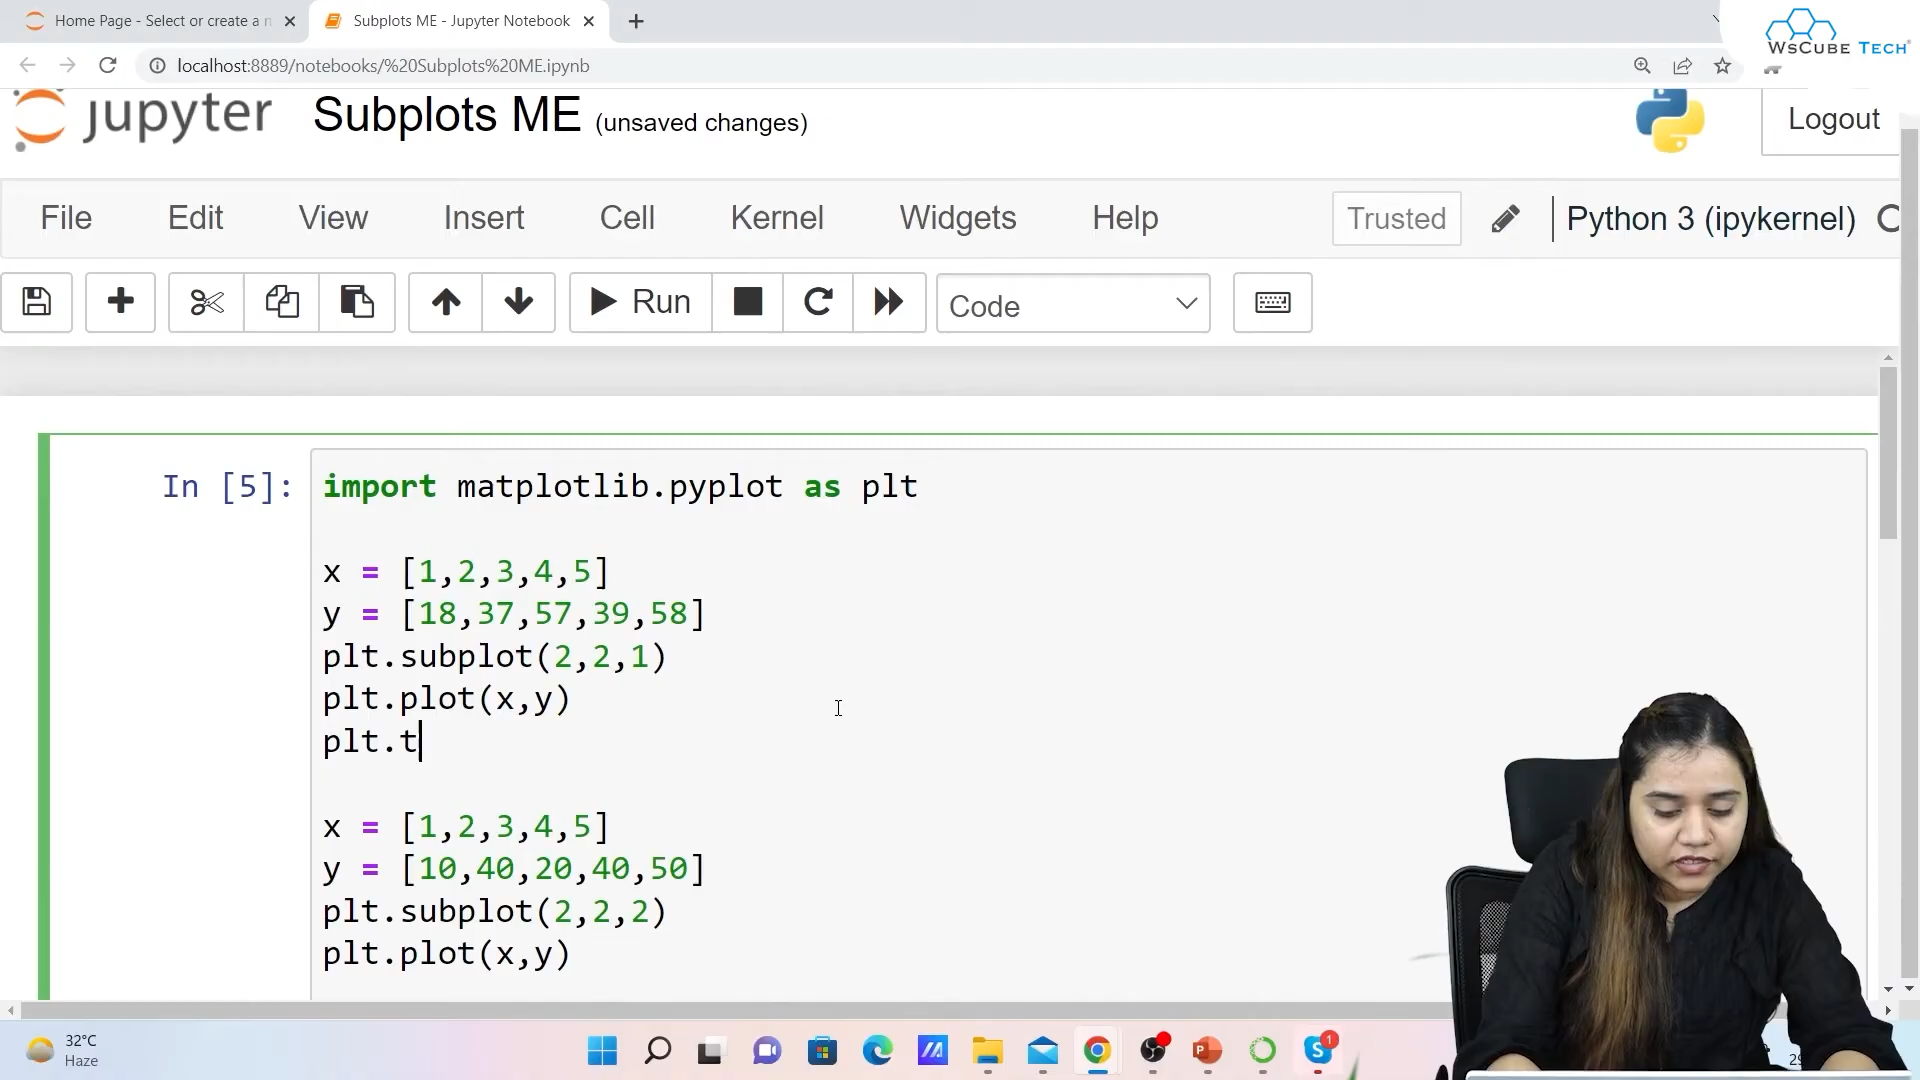 Home Page - Select or create a n
Subplots ME - Jupyter Notebook
localhost:8889/notebooks/%20Subplots%20ME.ipynb
WsCube Tech
jupyter Subplots ME (unsaved changes)
Logout
File Edit View Insert Cell Kernel Widgets Help
Trusted
Python 3 (ipykernel)
Run
Code
In [5]: import matplotlib.pyplot as plt
x = [1,2,3,4,5]
y = [18,37,57,39,58]
plt.subplot(2,2,1)
plt.plot(x,y)
plt.t
x = [1,2,3,4,5]
y = [10,40,20,40,50]
plt.subplot(2,2,2)
plt.plot(x,y)
32°C
Haze
1